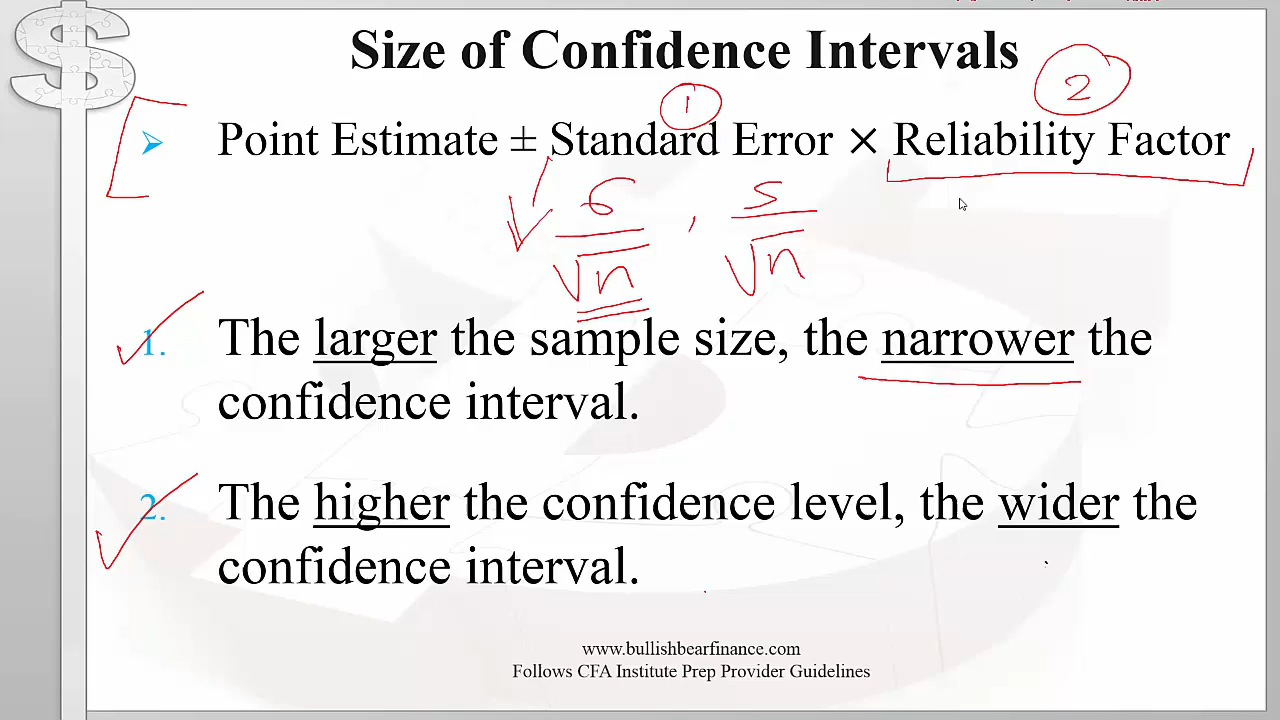 Size of Confidence Intervals
1
2
➢ Point Estimate ± Standard Error × Reliability Factor
σ/√n , s/√n
1. The larger the sample size, the narrower the
confidence interval.
2. The higher the confidence level, the wider the
confidence interval.
www.bullishbearfinance.com
Follows CFA Institute Prep Provider Guidelines